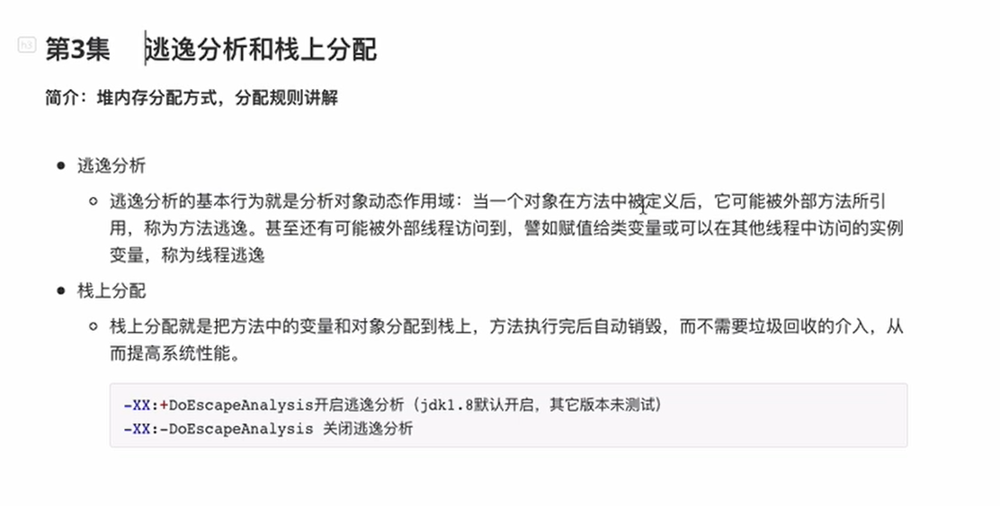 h3
第3集 逃逸分析和栈上分配
简介：堆内存分配方式，分配规则讲解
逃逸分析
逃逸分析的基本行为就是分析对象动态作用域：当一个对象在方法中被定义后，它可能被外部方法所引
用，称为方法逃逸。甚至还有可能被外部线程访问到，譬如赋值给类变量或可以在其他线程中访问的实例
变量，称为线程逃逸
栈上分配
栈上分配就是把方法中的变量和对象分配到栈上，方法执行完后自动销毁，而不需要垃圾回收的介入，从
而提高系统性能。
-XX:+DoEscapeAnalysis开启逃逸分析（jdk1.8默认开启，其它版本未测试）
-XX:-DoEscapeAnalysis 关闭逃逸分析